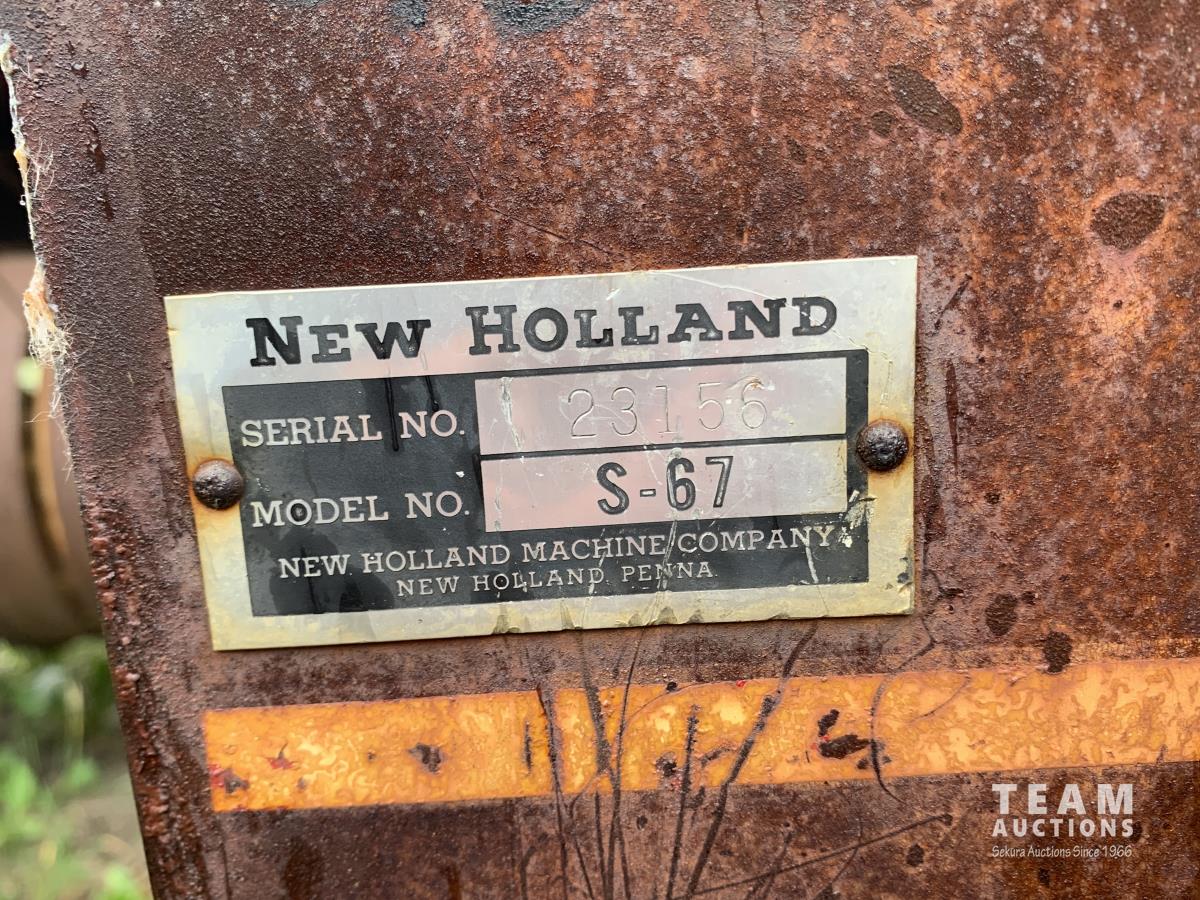 NEW HOLLAND
SERIAL NO. 23156
MODEL NO. S-67
NEW HOLLAND MACHINE COMPANY
NEW HOLLAND, PENNA.
TEAM
AUCTIONS
Sekura Auctions Since 1966